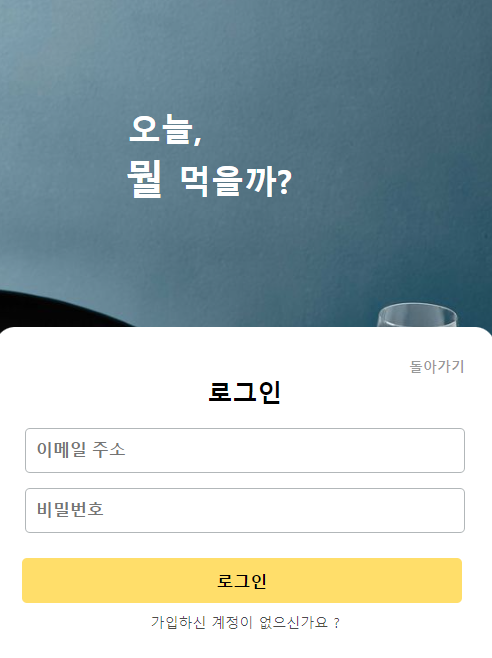 오늘,
뭘 먹을까?
돌아가기
로그인
이메일 주소
비밀번호
로그인
가입하신 계정이 없으신가요 ?